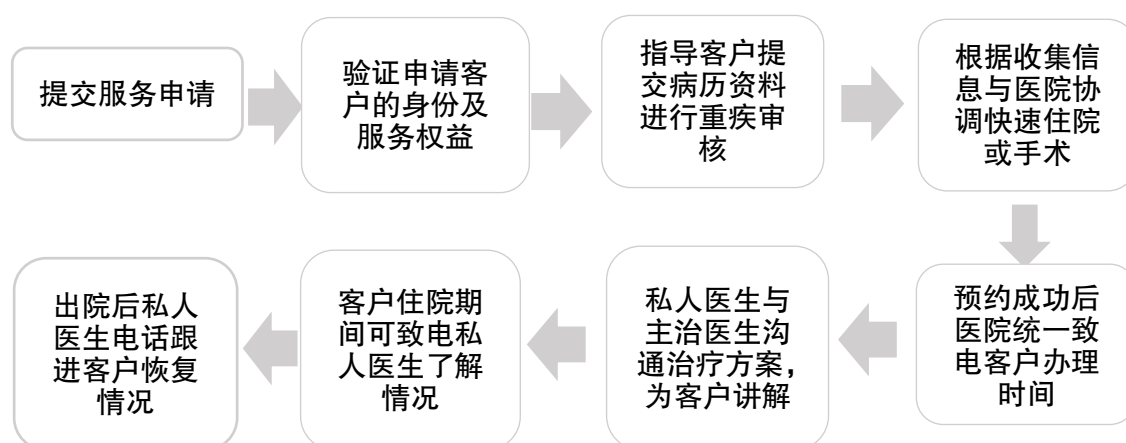 提交服务申请
验证申请客
户的身份及
服务权益
指导客户提
交病历资料
进行重疾审
核
根据收集信
息与医院协
调快速住院
或手术
预约成功后
医院统一致
电客户办理
时间
私人医生与
主治医生沟
通治疗方案，
为客户讲解
客户住院期
间可致电私
人医生了解
情况
出院后私人
医生电话跟
进客户恢复
情况